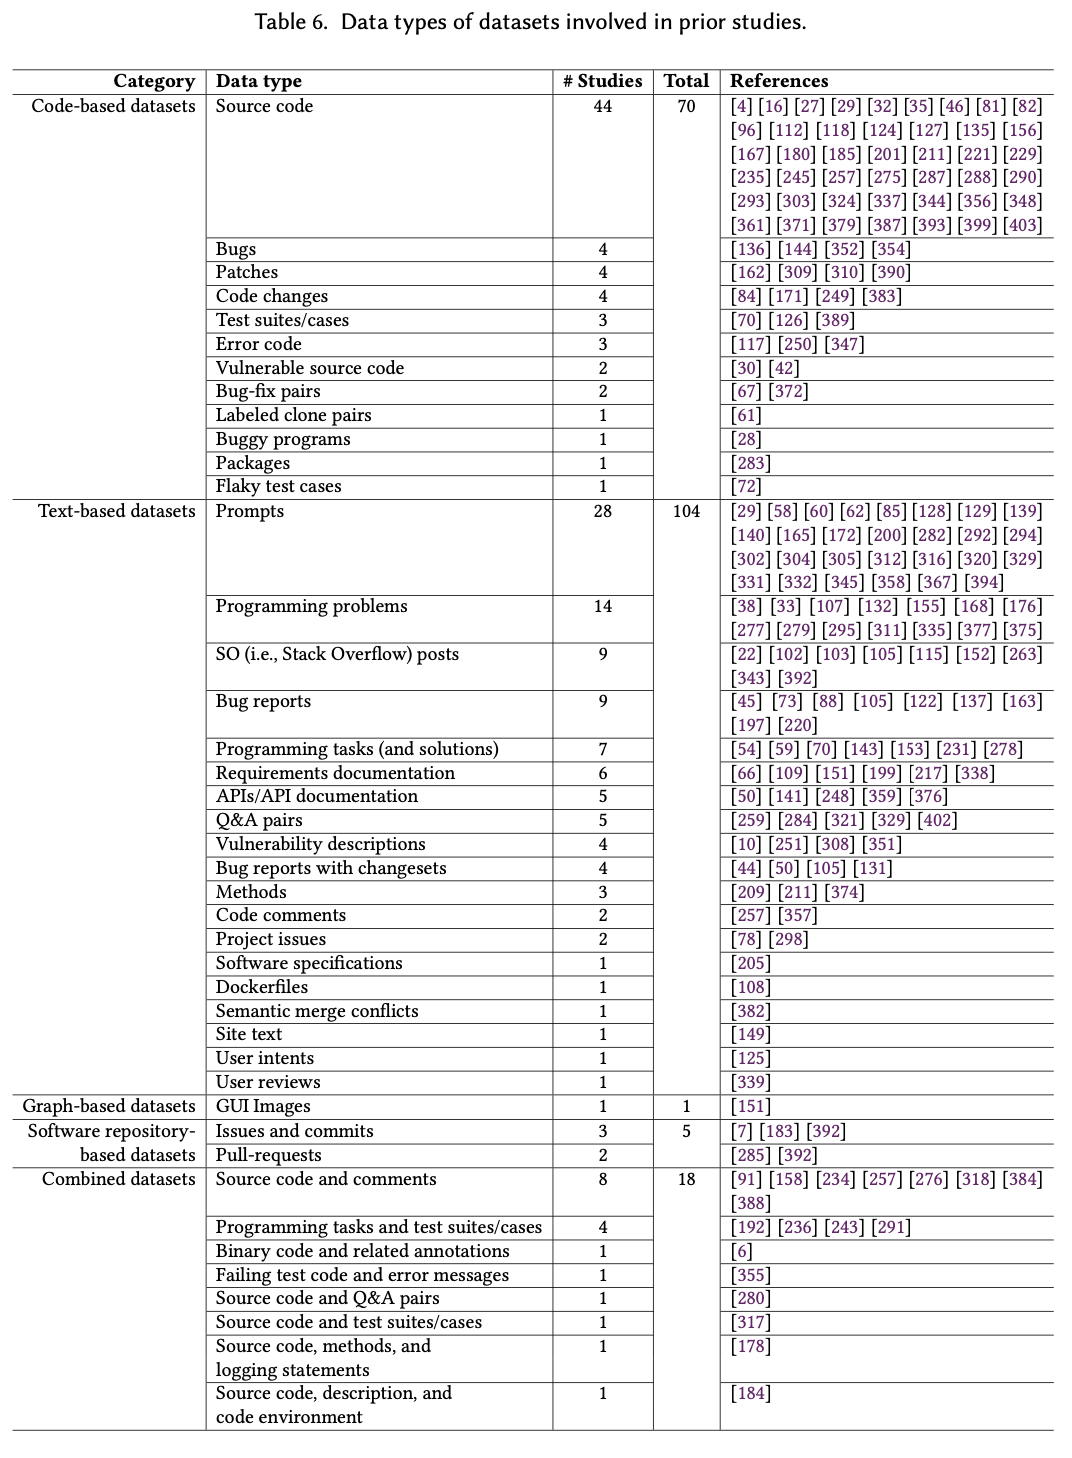 Table 6. Data types of datasets involved in prior studies.
Category Data type # Studies Total References
Code-based datasets Source code 44 70 [4] [16] [27] [29] [32] [35] [46] [81] [82]
[96] [112] [118] [124] [127] [135] [156]
[167] [180] [185] [201] [211] [221] [229]
[235] [245] [257] [275] [287] [288] [290]
[293] [303] [324] [337] [344] [356] [348]
[361] [371] [379] [387] [393] [399] [403]
Bugs 4 [136] [144] [352] [354]
Patches 4 [162] [309] [310] [390]
Code changes 4 [84] [171] [249] [383]
Test suites/cases 3 [70] [126] [389]
Error code 3 [117] [250] [347]
Vulnerable source code 2 [30] [42]
Bug-fix pairs 2 [67] [372]
Labeled clone pairs 1 [61]
Buggy programs 1 [28]
Packages 1 [283]
Flaky test cases 1 [72]
Text-based datasets Prompts 28 104 [29] [58] [60] [62] [85] [128] [129] [139]
[140] [165] [172] [200] [282] [292] [294]
[302] [304] [305] [312] [316] [320] [329]
[331] [332] [345] [358] [367] [394]
Programming problems 14 [38] [33] [107] [132] [155] [168] [176]
[277] [279] [295] [311] [335] [377] [375]
SO (i.e., Stack Overflow) posts 9 [22] [102] [103] [105] [115] [152] [263]
[343] [392]
Bug reports 9 [45] [73] [88] [105] [122] [137] [163]
[197] [220]
Programming tasks (and solutions) 7 [54] [59] [70] [143] [153] [231] [278]
Requirements documentation 6 [66] [109] [151] [199] [217] [338]
APIs/API documentation 5 [50] [141] [248] [359] [376]
Q&A pairs 5 [259] [284] [321] [329] [402]
Vulnerability descriptions 4 [10] [251] [308] [351]
Bug reports with changesets 4 [44] [50] [105] [131]
Methods 3 [209] [211] [374]
Code comments 2 [257] [357]
Project issues 2 [78] [298]
Software specifications 1 [205]
Dockerfiles 1 [108]
Semantic merge conflicts 1 [382]
Site text 1 [149]
User intents 1 [125]
User reviews 1 [339]
Graph-based datasets GUI Images 1 1 [151]
Software repository- Issues and commits 3 5 [7] [183] [392]
based datasets Pull-requests 2 [285] [392]
Combined datasets Source code and comments 8 18 [91] [158] [234] [257] [276] [318] [384]
[388]
Programming tasks and test suites/cases 4 [192] [236] [243] [291]
Binary code and related annotations 1 [6]
Failing test code and error messages 1 [355]
Source code and Q&A pairs 1 [280]
Source code and test suites/cases 1 [317]
Source code, methods, and 1 [178]
logging statements
Source code, description, and 1 [184]
code environment